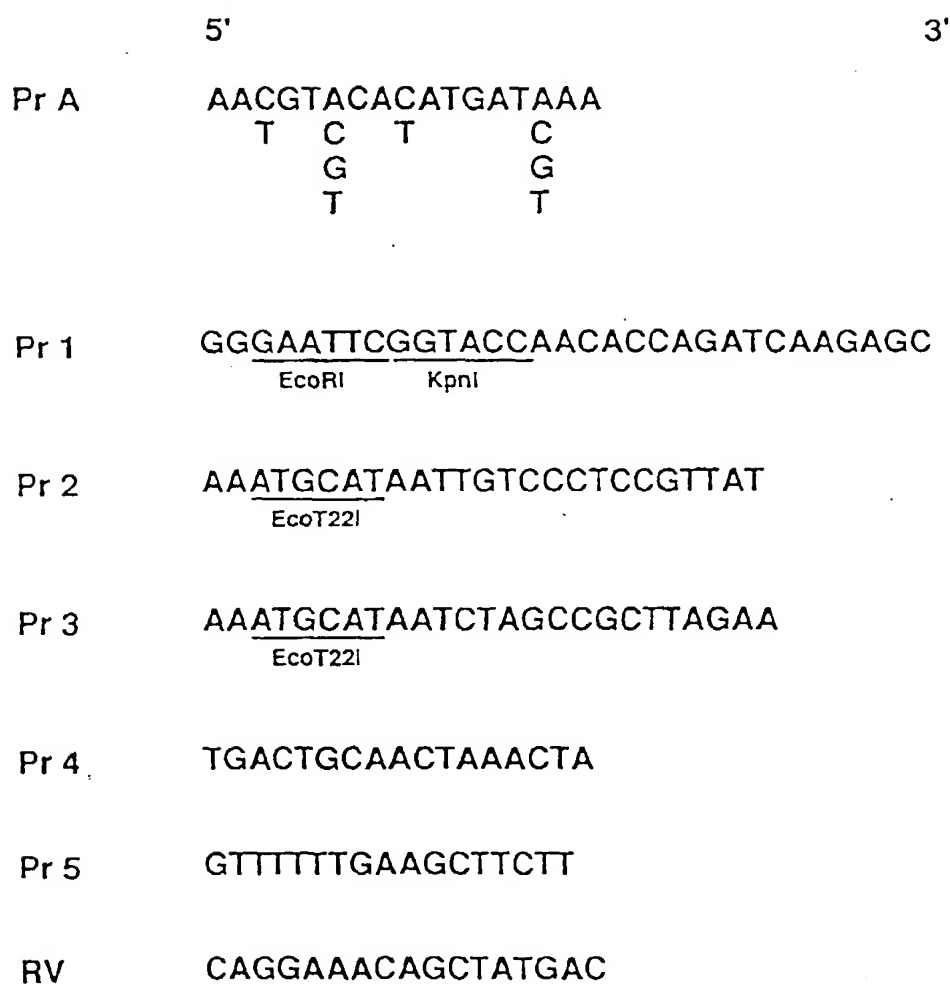 5' 3'
Pr A AACGTACACATGATAAA
T C T C
G G
T T
Pr 1 GGGAATTCGGTACCAACACCAGATCAAGAGC
EcoRI KpnI
Pr 2 AAATGCATAATTGTCCCTCCGTTAT
EcoT22I
Pr 3 AAATGCATAATCTAGCCGCTTAGAA
EcoT22I
Pr 4 TGACTGCAACTAAACTA
Pr 5 GTTTTTTGAAGCTTCTT
RV CAGGAAACAGCTATGAC